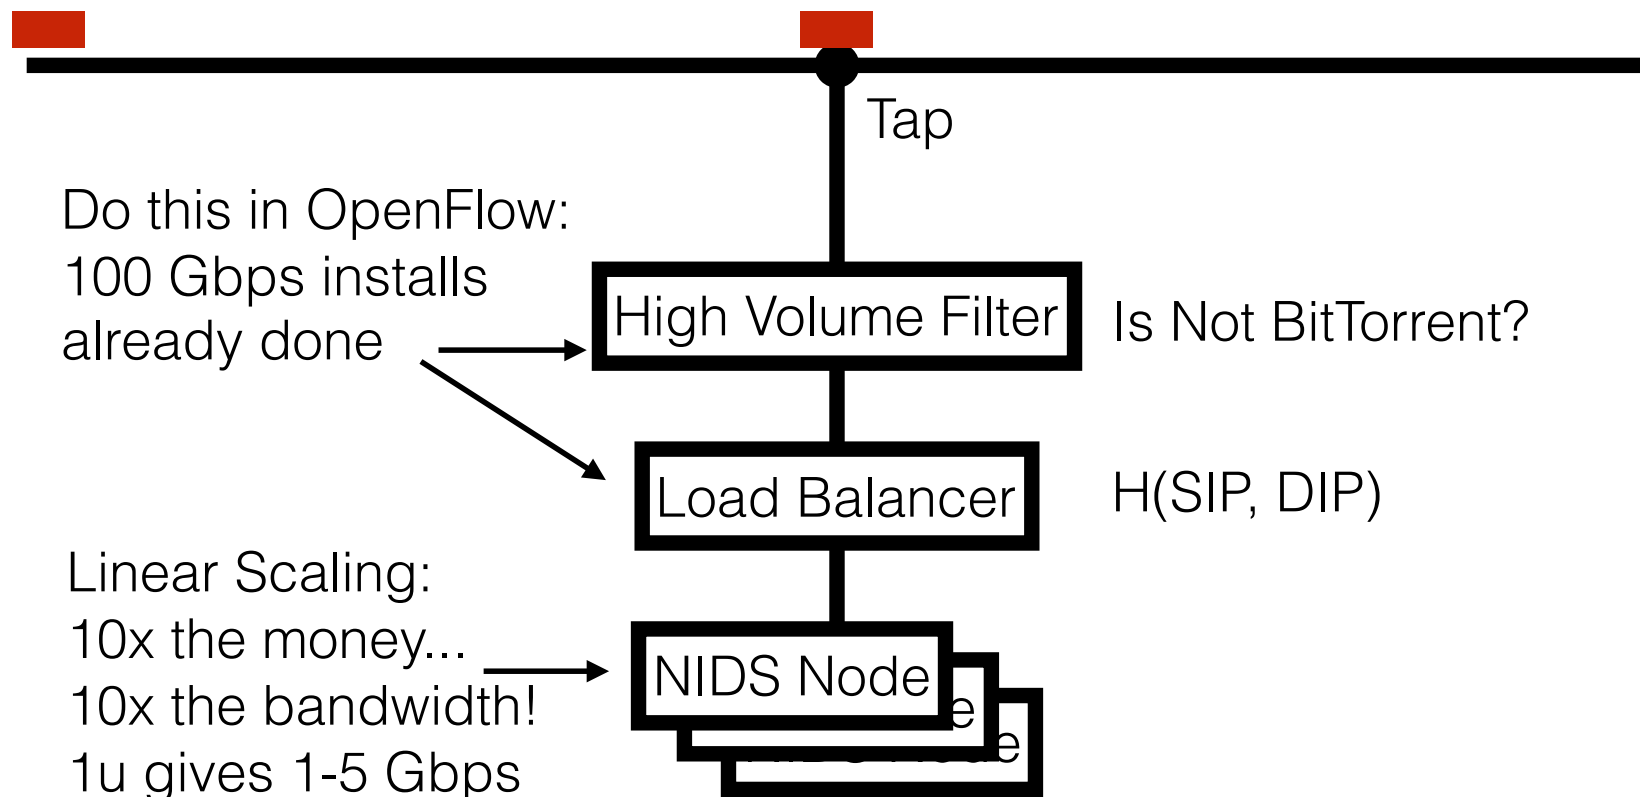 Tap
Do this in OpenFlow:
100 Gbps installs
already done
High Volume Filter
Is Not BitTorrent?
Load Balancer
H(SIP, DIP)
Linear Scaling:
10x the money...
10x the bandwidth!
1u gives 1-5 Gbps
NIDS Node